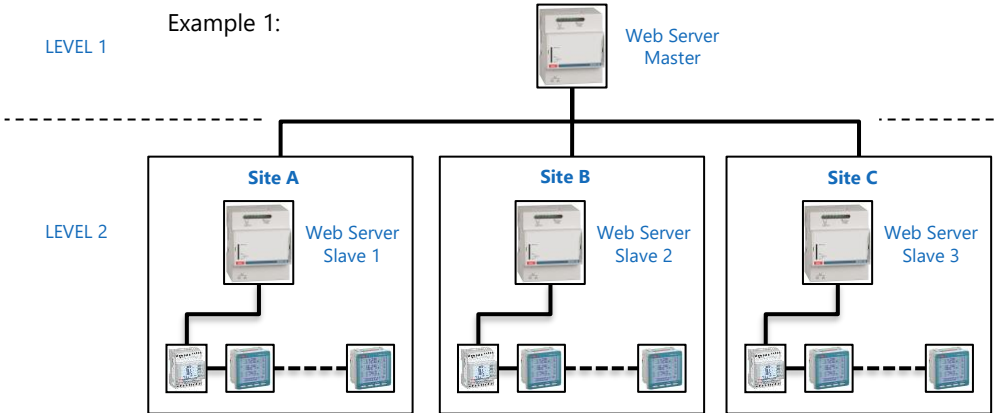 Example 1:
LEVEL 1
Web Server
Master
Site A
Site B
Site C
LEVEL 2
Web Server
Slave 1
Web Server
Slave 2
Web Server
Slave 3